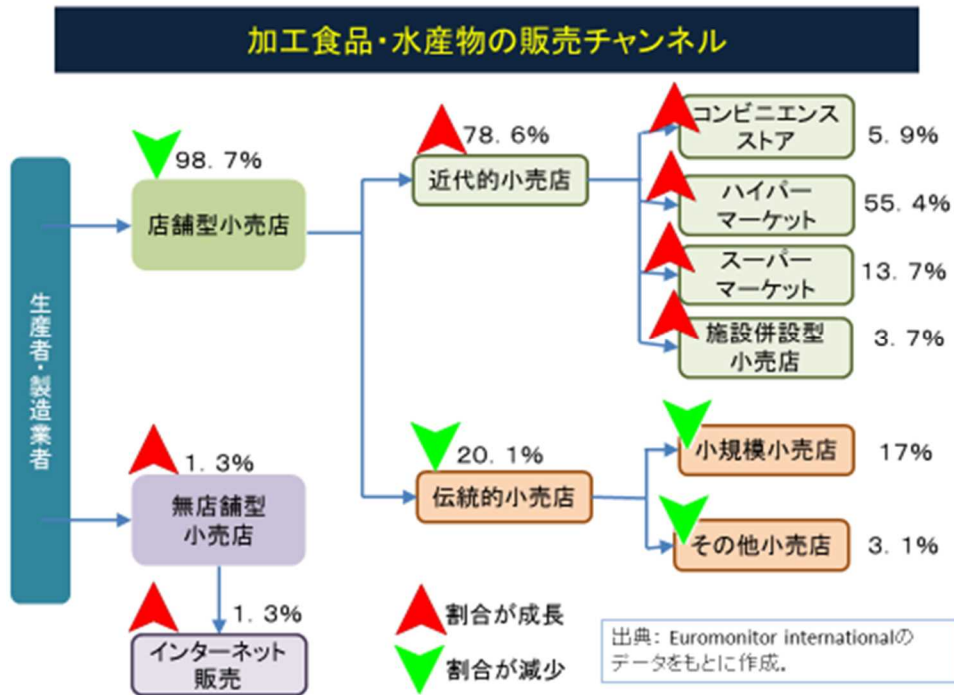 加工食品・水産物の販売チャンネル
生産者・製造業者
98. 7%
店舗型小売店
78. 6%
近代的小売店
コンビニエンス
ストア
5. 9%
ハイパー
マーケット
55. 4%
スーパー
マーケット
13. 7%
施設併設型
小売店
3. 7%
20. 1%
伝統的小売店
小規模小売店
17%
その他小売店
3. 1%
1. 3%
無店舗型
小売店
1. 3%
インターネット
販売
割合が成長
割合が減少
出典: Euromonitor internationalの
データをもとに作成。